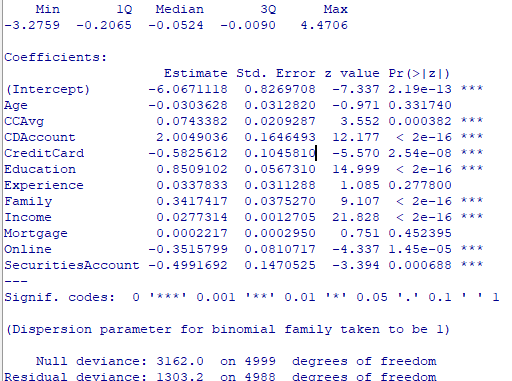 Min 1Q Median 3Q Max
-3.2759 -0.2065 -0.0524 -0.0090 4.4706
Coefficients:
Estimate Std. Error z value Pr(>|z|)
(Intercept) -6.0671118 0.8269708 -7.337 2.19e-13 ***
Age -0.0303628 0.0312820 -0.971 0.331740
CCAvg 0.0743382 0.0209287 3.552 0.000382 ***
CDAccount 2.0049036 0.1646493 12.177 < 2e-16 ***
CreditCard -0.5825612 0.1045810 -5.570 2.54e-08 ***
Education 0.8509102 0.0567310 14.999 < 2e-16 ***
Experience 0.0337833 0.0311288 1.085 0.277800
Family 0.3417417 0.0375270 9.107 < 2e-16 ***
Income 0.0277314 0.0012705 21.828 < 2e-16 ***
Mortgage 0.0002217 0.0002950 0.751 0.452395
Online -0.3515799 0.0810717 -4.337 1.45e-05 ***
SecuritiesAccount -0.4991692 0.1470525 -3.394 0.000688 ***
---
Signif. codes: 0 '***' 0.001 '**' 0.01 '*' 0.05 '.' 0.1 ' ' 1
(Dispersion parameter for binomial family taken to be 1)
Null deviance: 3162.0 on 4999 degrees of freedom
Residual deviance: 1303.2 on 4988 degrees of freedom